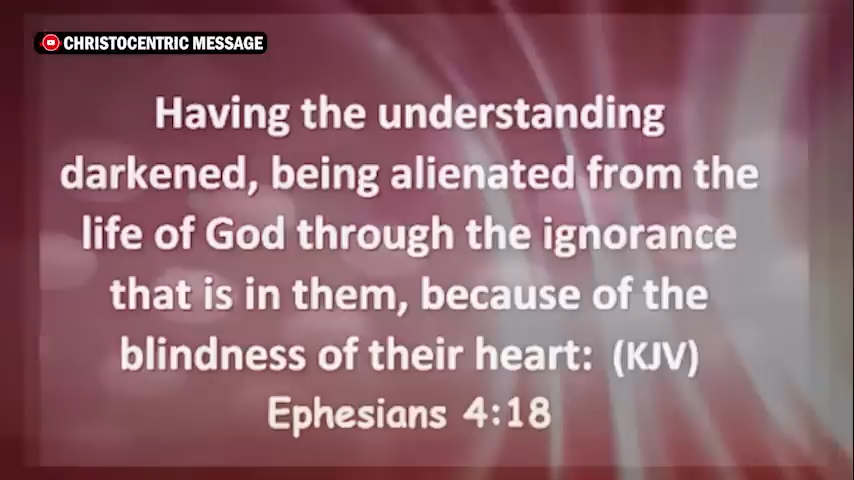 CHRISTOCENTRIC MESSAGE
Having the understanding
darkened, being alienated from the
life of God through the ignorance
that is in them, because of the
blindness of their heart: (KJV)
Ephesians 4:18